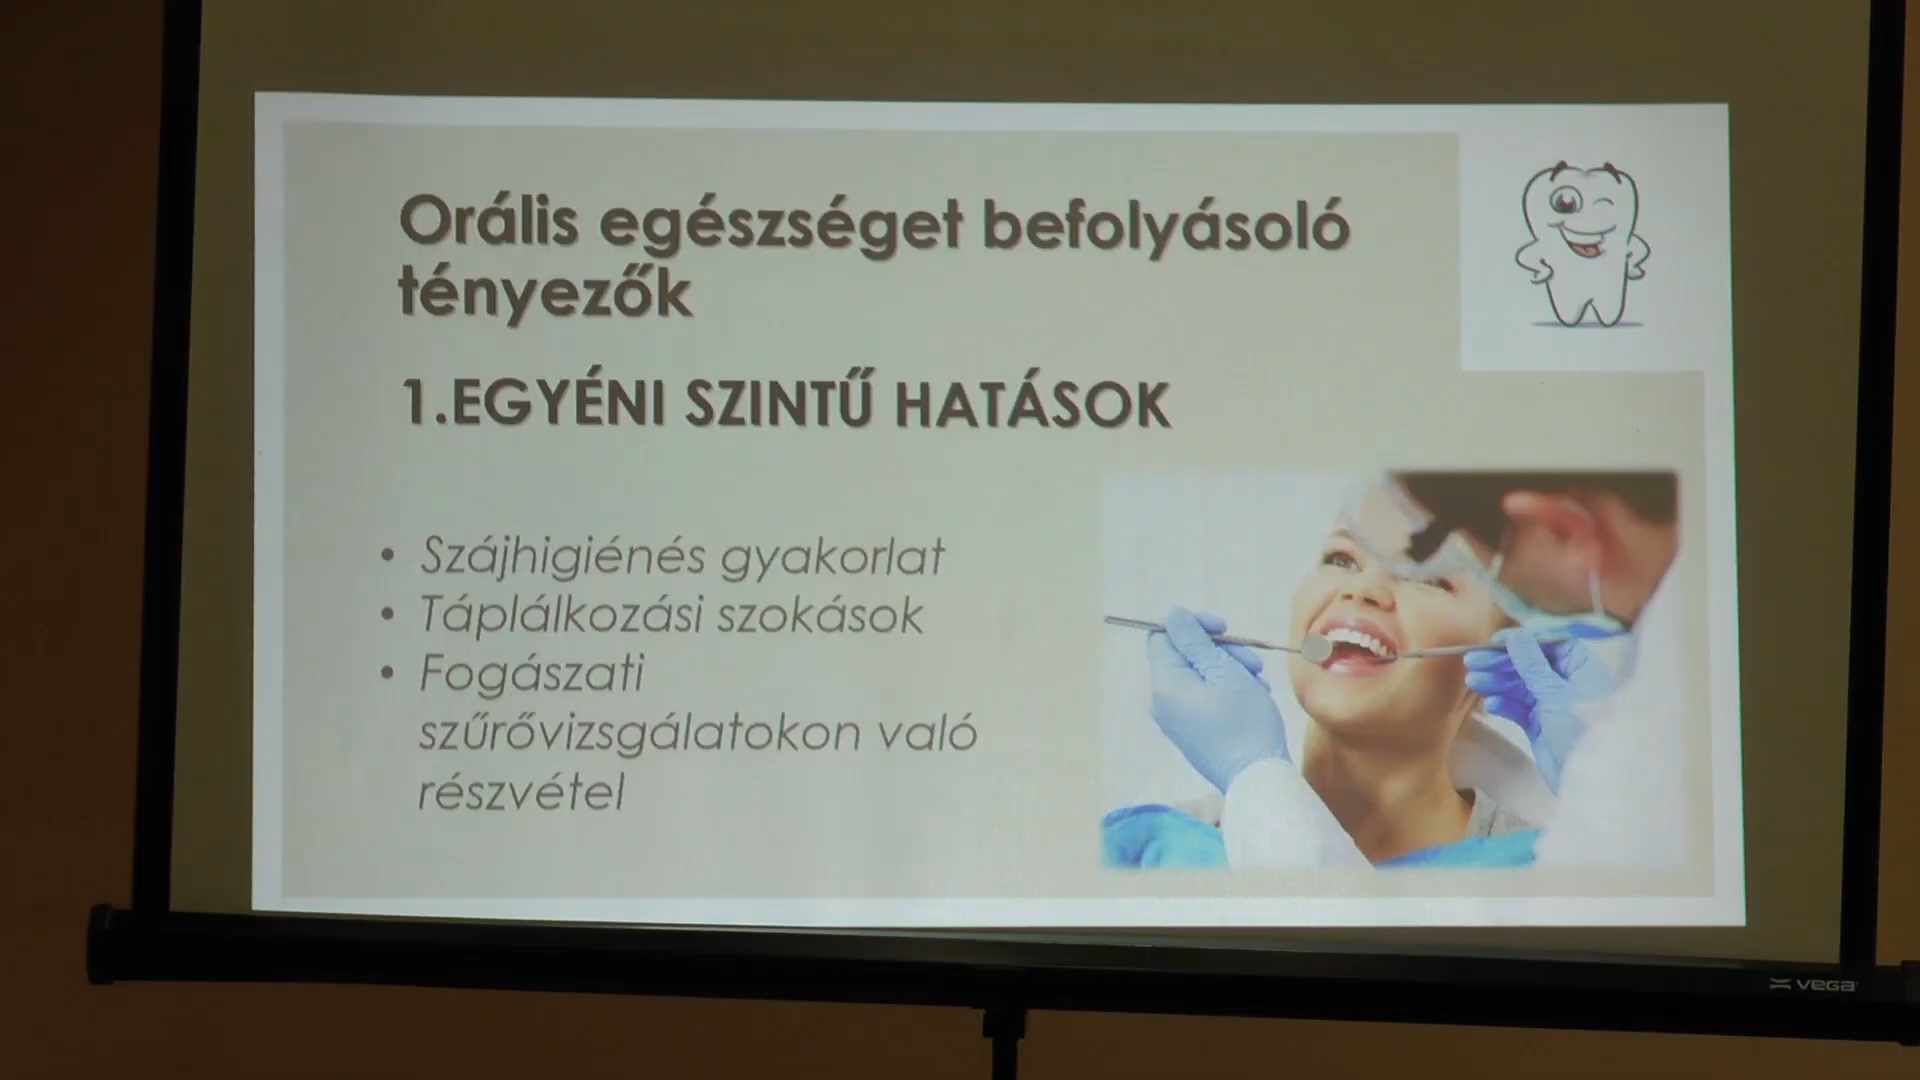 Orális egészséget befolyásoló
tényezők
1.EGYÉNI SZINTŰ HATÁSOK
• Szájhigiénés gyakorlat
• Táplálkozási szokások
• Fogászati
szűrővizsgálatokon való
részvétel
VEGA